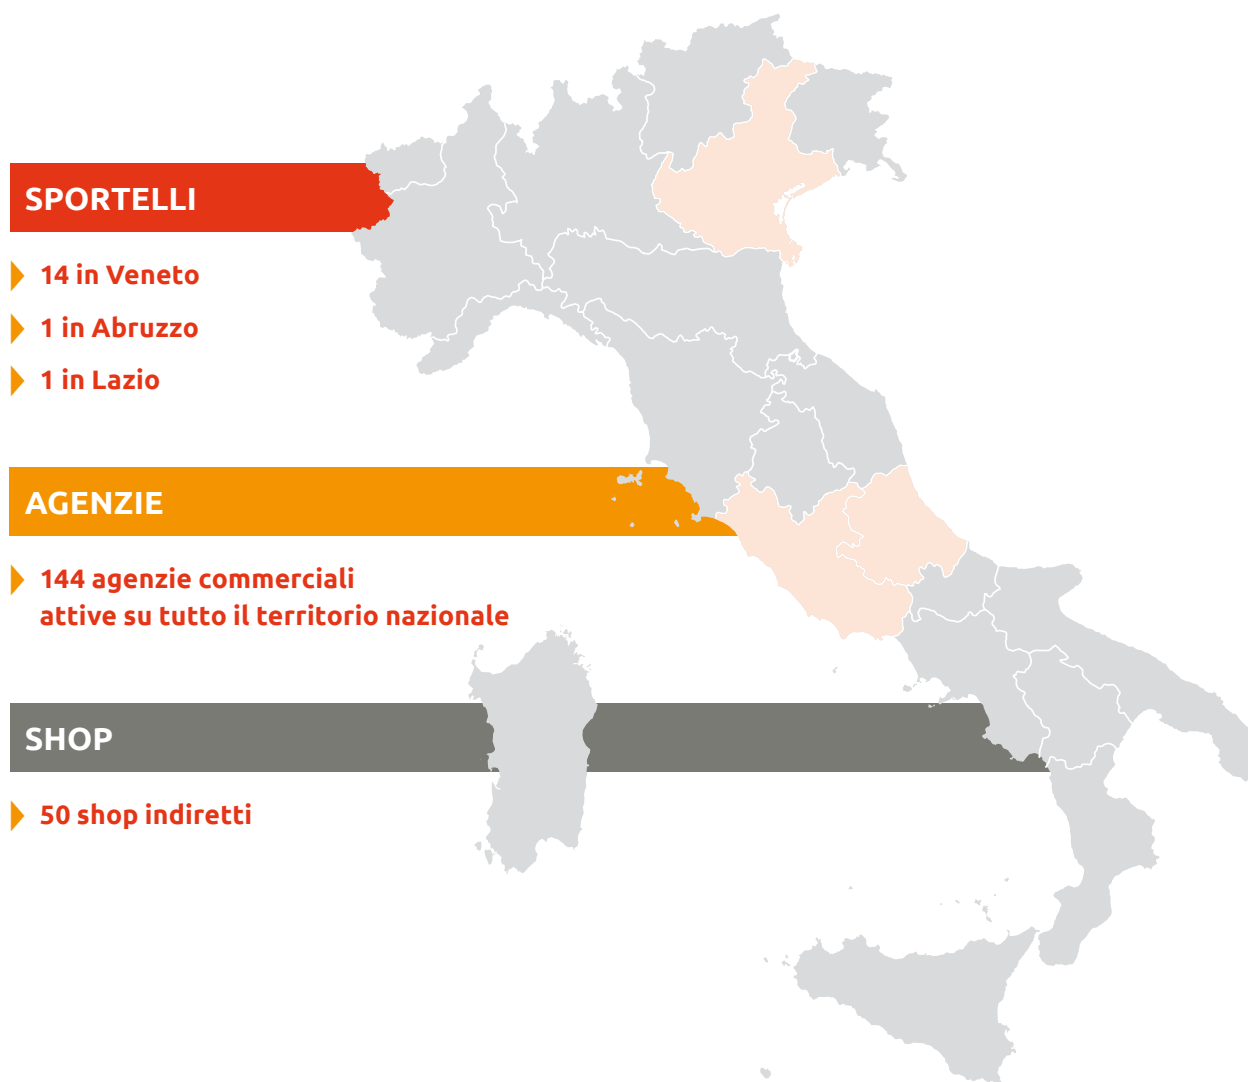 SPORTELLI
14 in Veneto
1 in Abruzzo
1 in Lazio
AGENZIE
144 agenzie commerciali
attive su tutto il territorio nazionale
SHOP
50 shop indiretti